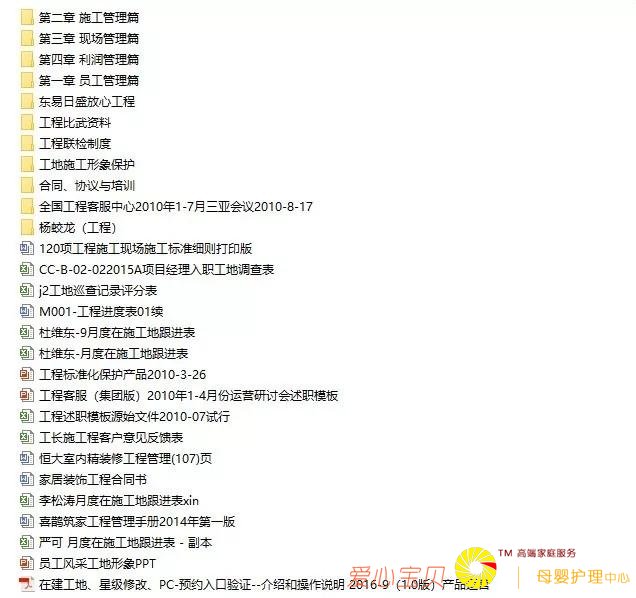 第二章 施工管理篇
第三章 现场管理篇
第四章 利润管理篇
第一章 员工管理篇
东易日盛放心工程
工程比武资料
工程联检制度
工地施工形象保护
合同、协议与培训
全国工程客服中心2010年1-7月三亚会议2010-8-17
杨蛟龙（工程）
120项工程施工现场施工标准细则打印版
CC-B-02-022015A项目经理入职工地调查表
j2工地巡查记录评分表
M001-工程进度表01续
杜维东-9月度在施工地跟进表
杜维东-月度在施工地跟进表
工程标准化保护产品2010-3-26
工程客服（集团版）2010年1-4月份运营研讨会述职模板
工程述职模板源始文件2010-07试行
工长施工程客户意见反馈表
恒大室内精装修工程管理(107)页
家居装饰工程合同书
李松涛月度在施工地跟进表xin
喜鹊筑家工程管理手册2014年第一版
严可 月度在施工地跟进表 - 副本
员工风采工地形象PPT
在建工地、星级修改、PC-预约入口验证--介绍和操作说明 2016-9（1.0版）产品运营
爱心宝贝
TM 高端家庭服务
母婴护理中心